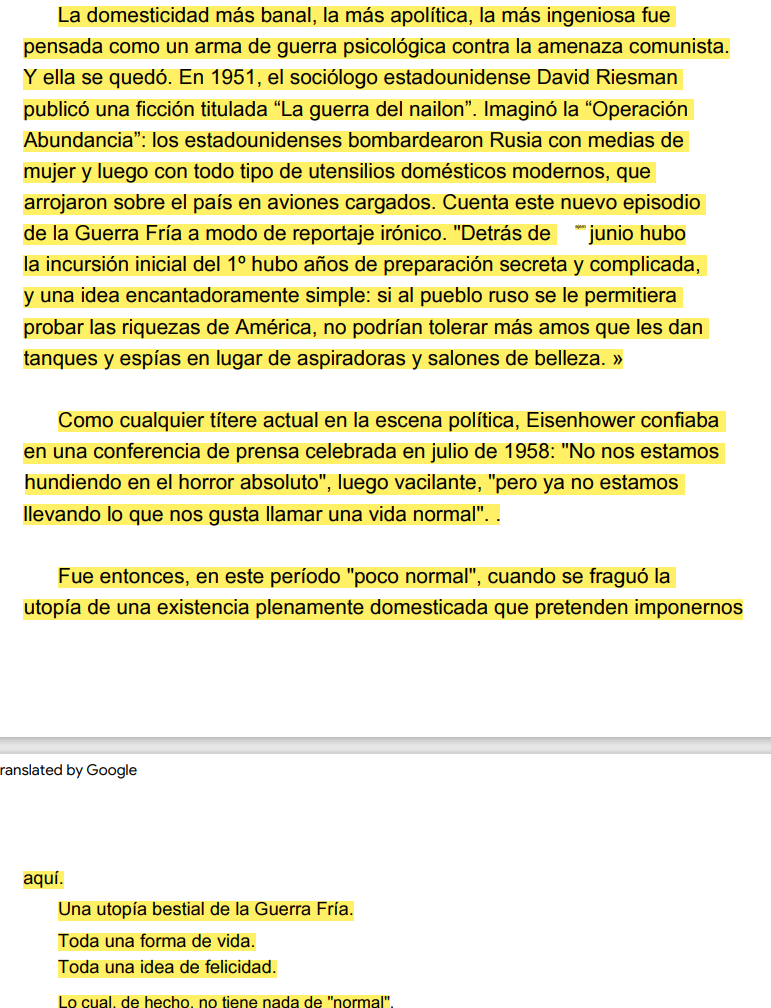 La domesticidad más banal, la más apolítica, la más ingeniosa fue
pensada como un arma de guerra psicológica contra la amenaza comunista.
Y ella se quedó. En 1951, el sociólogo estadounidense David Riesman
publicó una ficción titulada “La guerra del nailon”. Imaginó la “Operación
Abundancia”: los estadounidenses bombardearon Rusia con medias de
mujer y luego con todo tipo de utensilios domésticos modernos, que
arrojaron sobre el país en aviones cargados. Cuenta este nuevo episodio
de la Guerra Fría a modo de reportaje irónico. "Detrás de junio hubo
la incursión inicial del 1º hubo años de preparación secreta y complicada,
y una idea encantadoramente simple: si al pueblo ruso se le permitiera
probar las riquezas de América, no podrían tolerar más amos que les dan
tanques y espías en lugar de aspiradoras y salones de belleza. »
Como cualquier títere actual en la escena política, Eisenhower confiaba
en una conferencia de prensa celebrada en julio de 1958: "No nos estamos
hundiendo en el horror absoluto", luego vacilante, "pero ya no estamos
llevando lo que nos gusta llamar una vida normal". .
Fue entonces, en este período "poco normal", cuando se fraguó la
utopía de una existencia plenamente domesticada que pretenden imponernos
ranslated by Google
aquí.
Una utopía bestial de la Guerra Fría.
Toda una forma de vida.
Toda una idea de felicidad.
Lo cual, de hecho, no tiene nada de "normal".